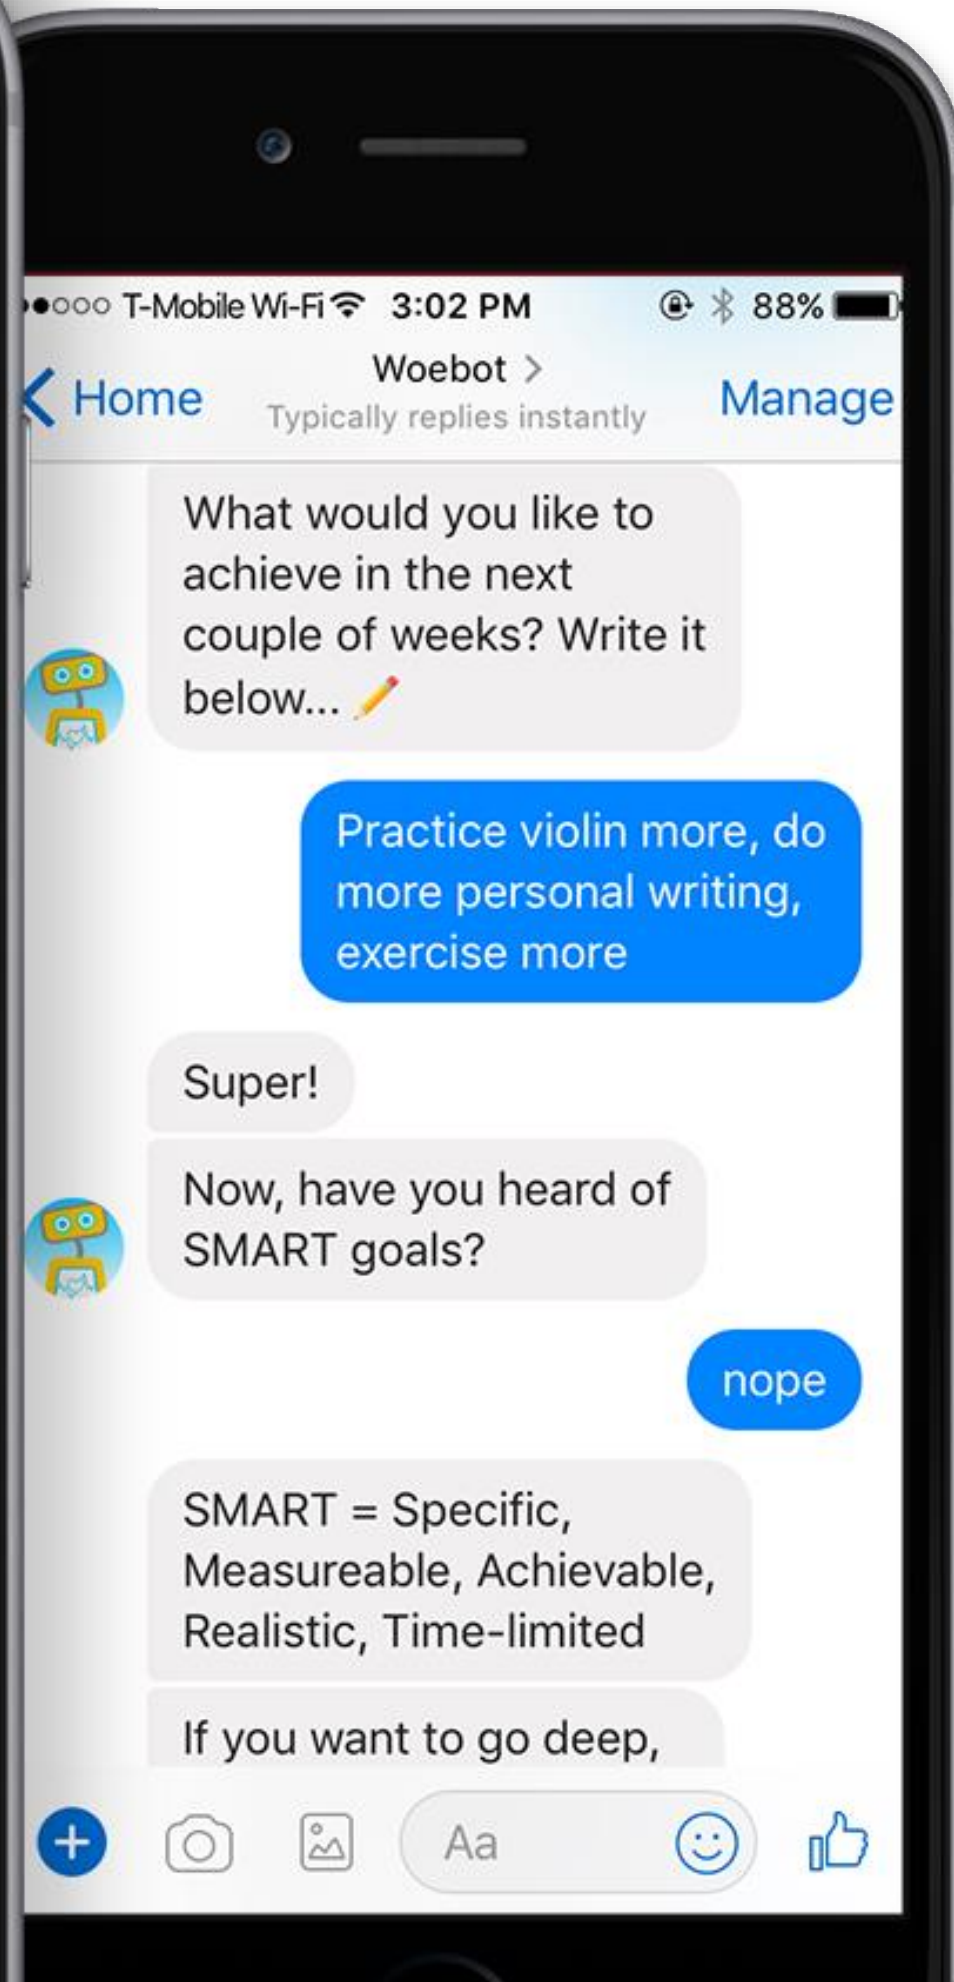 T-Mobile Wi-Fi 3:02 PM 88%
Woebot >
Home Typically replies instantly Manage
What would you like to
achieve in the next
couple of weeks? Write it
below...
Practice violin more, do
more personal writing,
exercise more
Super!
Now, have you heard of
SMART goals?
nope
SMART = Specific,
Measureable, Achievable,
Realistic, Time-limited
If you want to go deep,
Aa